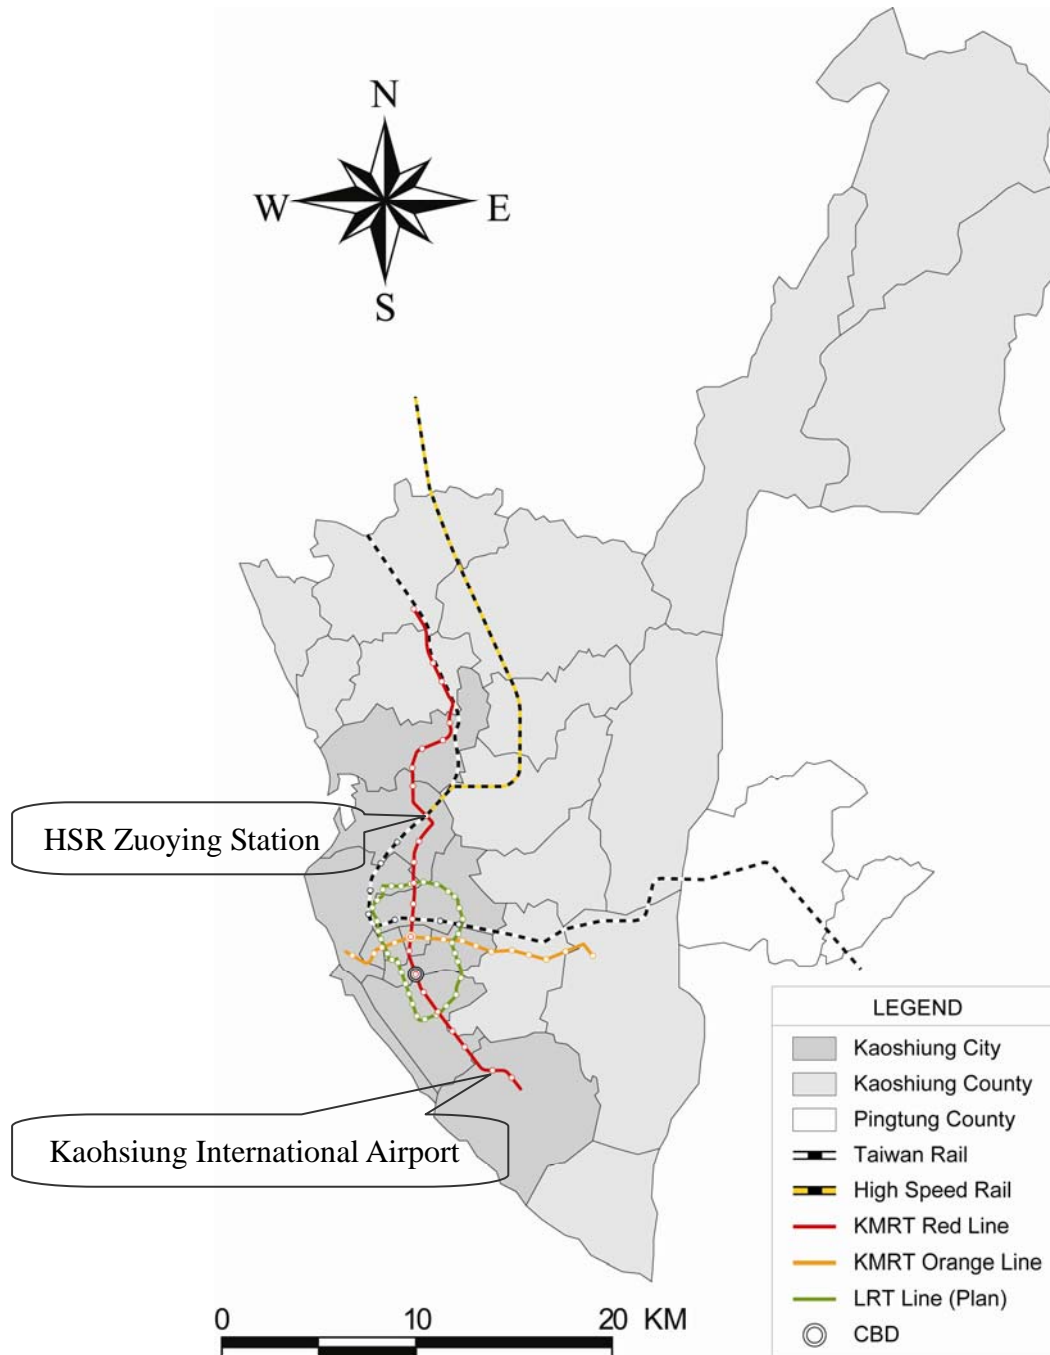 N
W
E
S
HSR Zuoying Station
Kaohsiung International Airport
LEGEND
Kaoshiung City
Kaoshiung County
Pingtung County
Taiwan Rail
High Speed Rail
KMRT Red Line
KMRT Orange Line
LRT Line (Plan)
CBD
0 10 20 KM